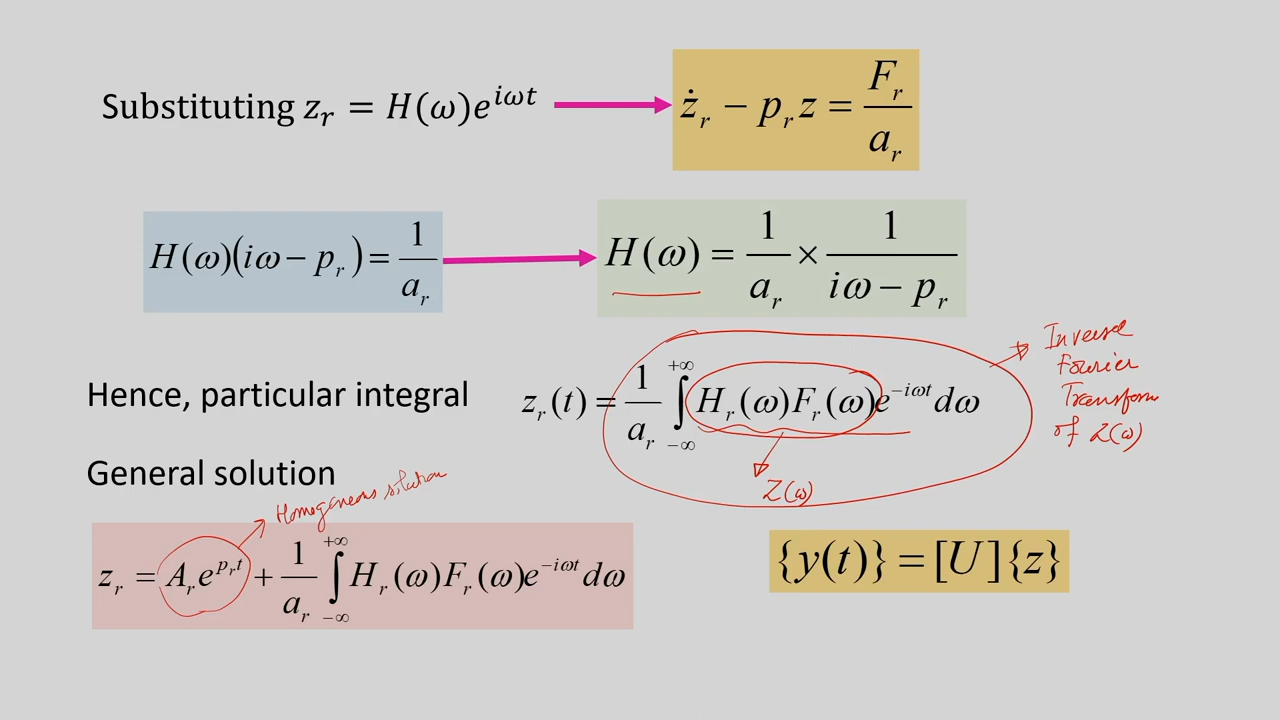 Substituting z_r = H(ω)e^{iωt}
ż_r − p_r z = F_r / a_r
H(ω)(iω − p_r) = 1 / a_r
H(ω) = 1 / a_r × 1 / (iω − p_r)
Hence, particular integral
z_r(t) = 1 / a_r ∫_{−∞}^{+∞} H_r(ω)F_r(ω)e^{−iωt}dω
Inverse
Fourier
Transform
of Z(ω)
Z(ω)
General solution
Homogeneous solution
z_r = A_r e^{p_r t} + 1 / a_r ∫_{−∞}^{+∞} H_r(ω)F_r(ω)e^{−iωt}dω
{y(t)} = [U]{z}